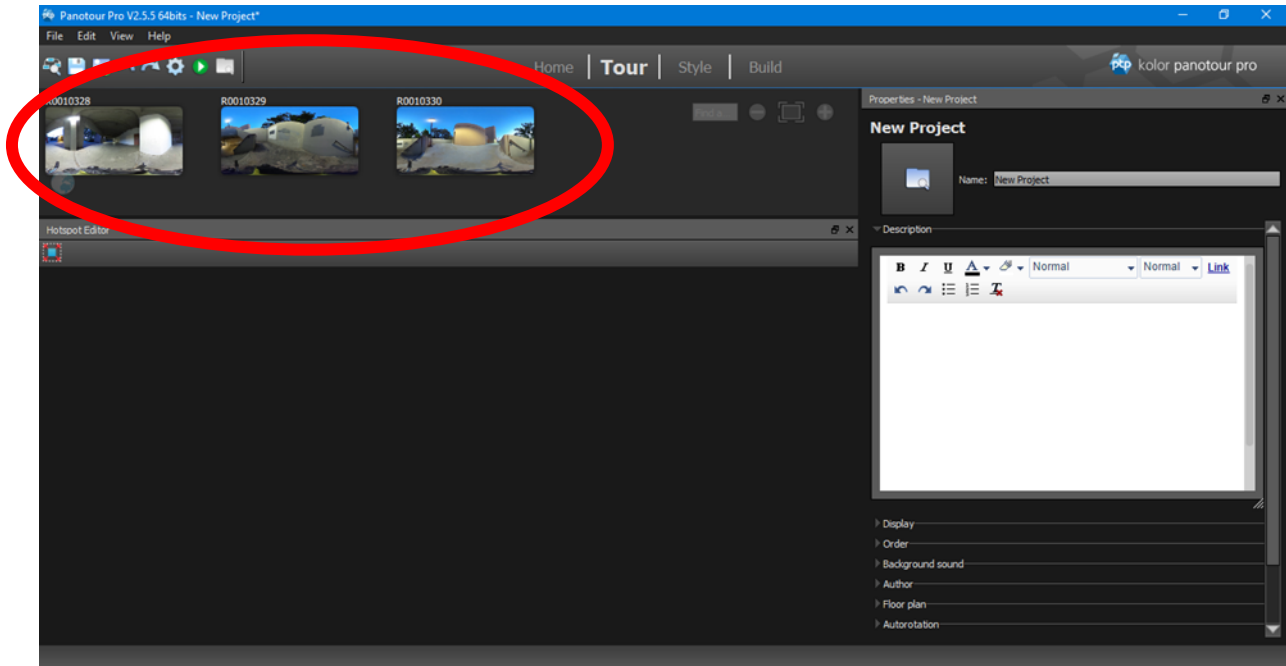 Panotour Pro V2.5.5 64bits - New Project*
File Edit View Help
Home Tour Style Build
ptp kolor panotour pro
R0010328 R0010329 R0010330
Find a
Properties - New Project
New Project
Name: New Project
Hotspot Editor
Description
B I U A Normal Normal Link
Display
Order
Background sound
Author
Floor plan
Autorotation